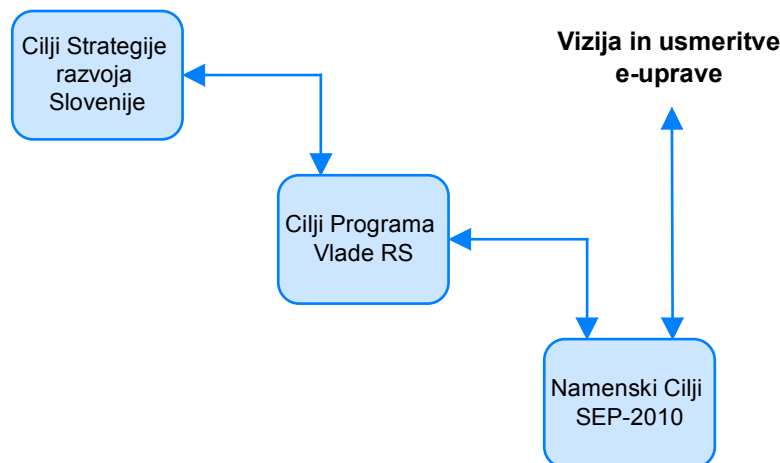 Cilji Strategije
razvoja
Slovenije
Vizija in usmeritve
e-uprave
Cilji Programa
Vlade RS
Namenski Cilji
SEP-2010